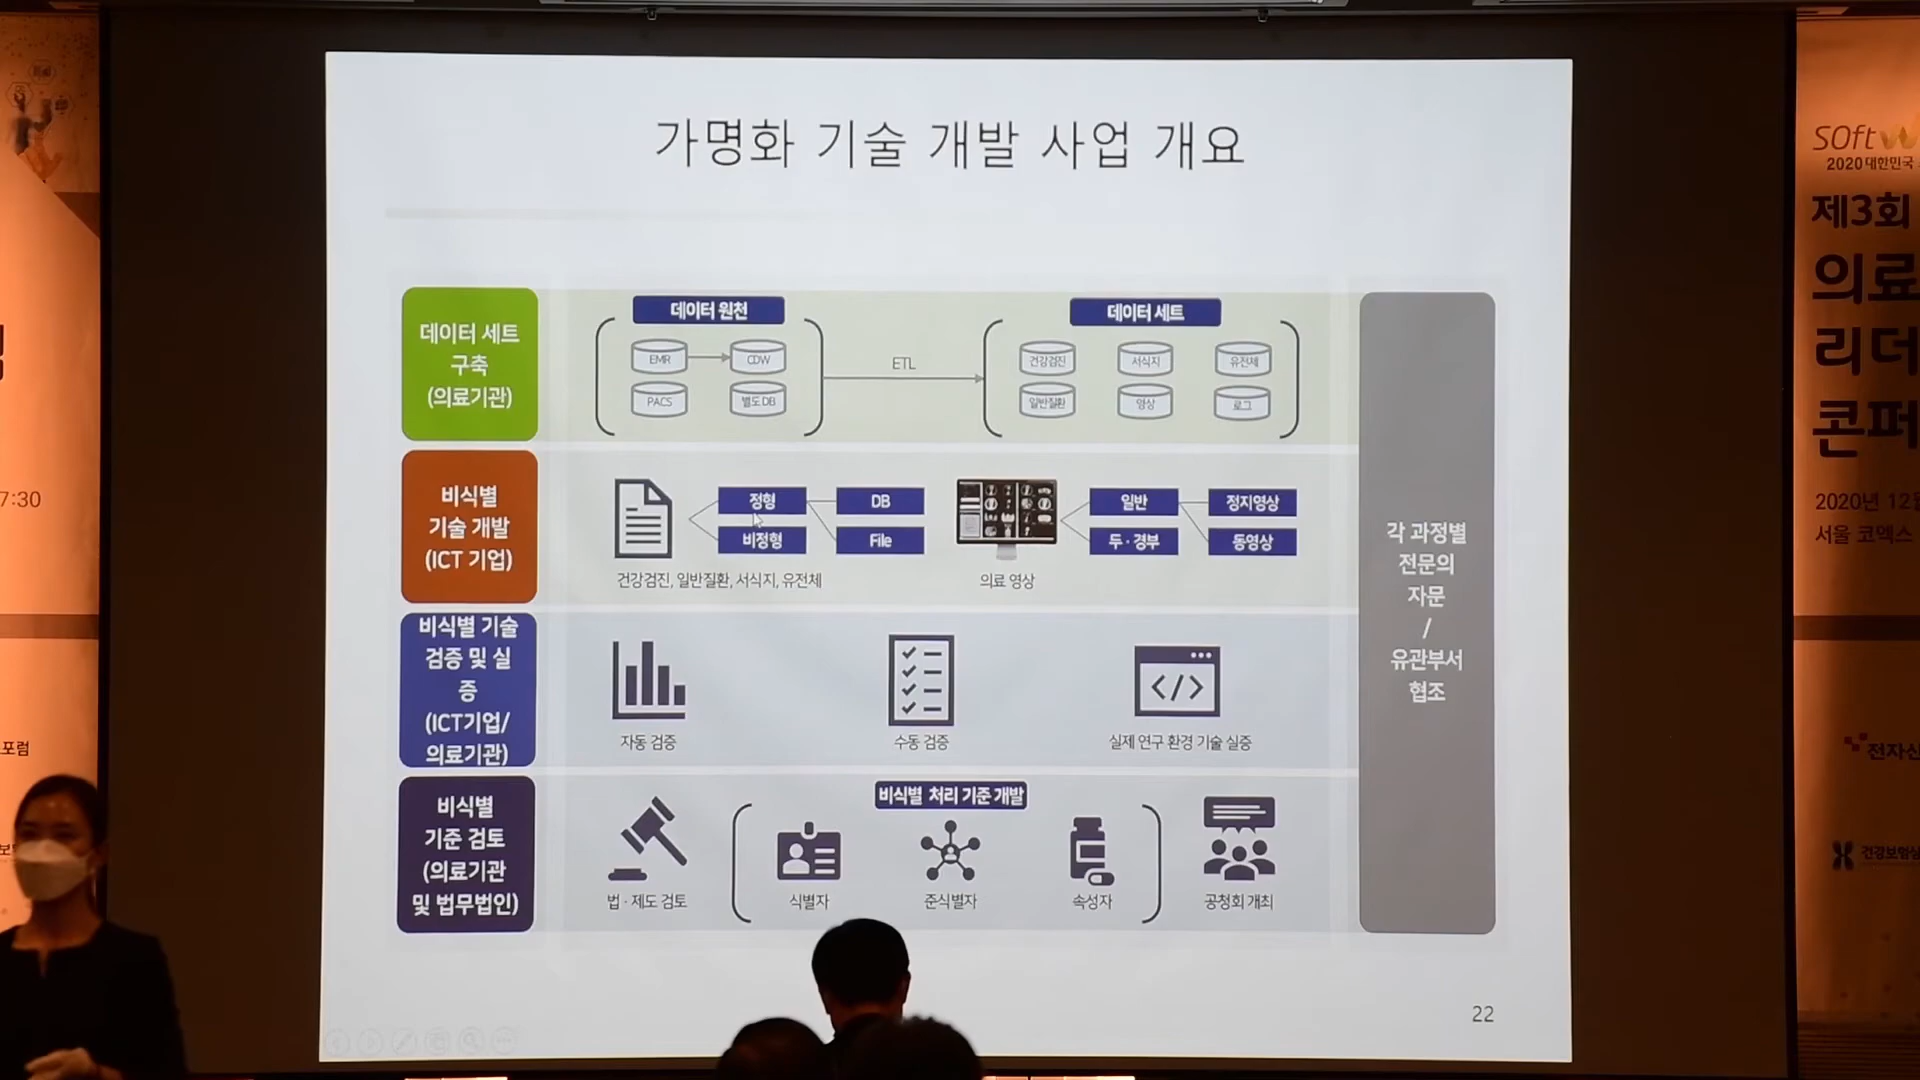 가명화 기술 개발 사업 개요
데이터 세트
구축
(의료기관)
데이터 원천
EMR
CDW
PACS
별도 DB
ETL
데이터 세트
건강검진
서식지
유전체
일반질환
영상
로그
비식별
기술 개발
(ICT 기업)
정형
비정형
DB
File
건강검진, 일반질환, 서식지, 유전체
일반
두·경부
정지영상
동영상
의료 영상
비식별 기술
검증 및 실
증
(ICT기업/
의료기관)
자동 검증
수동 검증
실제 연구 환경 기술 실증
비식별
기준 검토
(의료기관
및 법무법인)
법·제도 검토
비식별 처리 기준 개발
식별자
준식별자
속성자
공청회 개최
각 과정별
전문의
자문
/
유관부서
협조
22
7:30
포럼
SOftW
2020 대한민국
제3회
의료
리더
콘퍼
2020년 12월
서울 코엑스
전자신
건강보험심